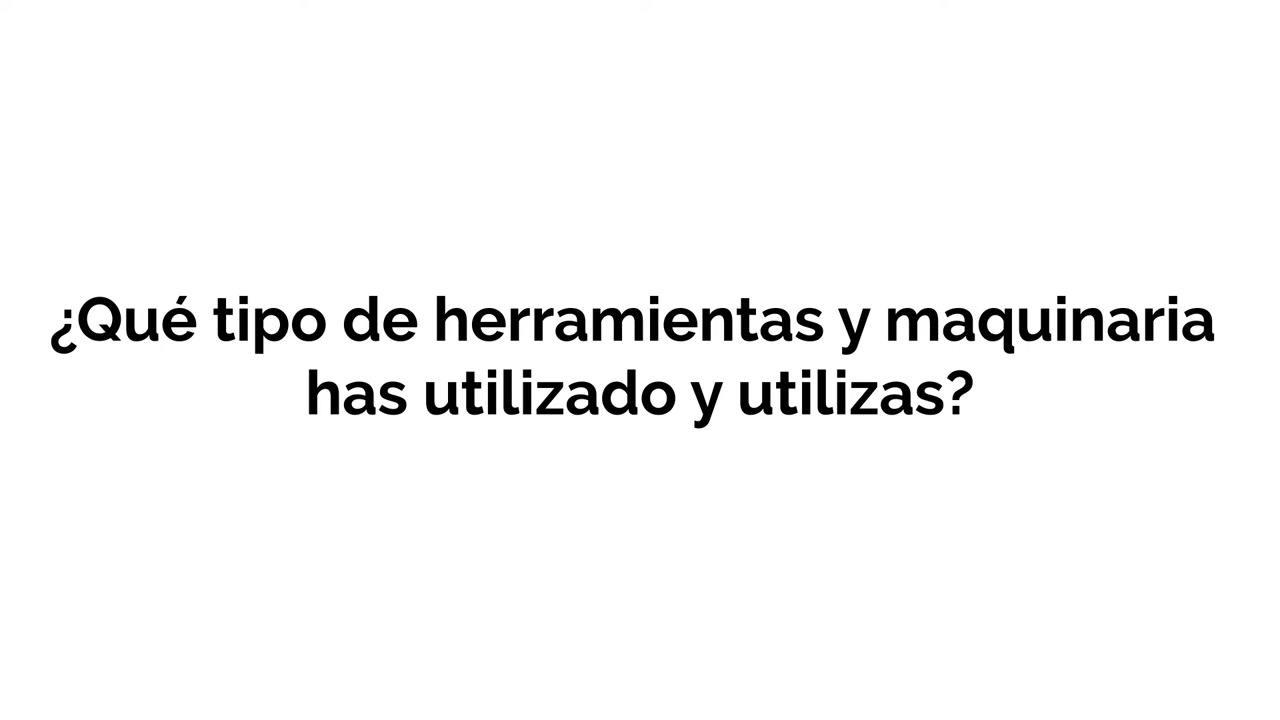 ¿Qué tipo de herramientas y maquinaria
has utilizado y utilizas?